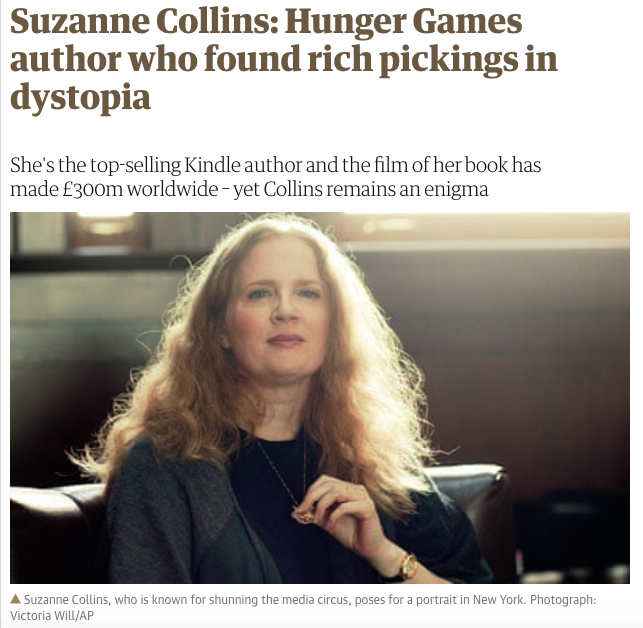 Suzanne Collins: Hunger Games
author who found rich pickings in
dystopia
She's the top-selling Kindle author and the film of her book has
made £300m worldwide – yet Collins remains an enigma
▲ Suzanne Collins, who is known for shunning the media circus, poses for a portrait in New York. Photograph:
Victoria Will/AP